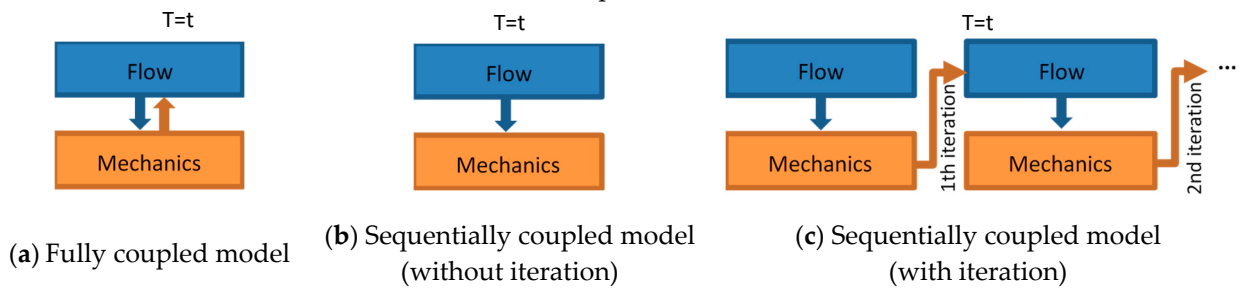 T=t
Flow
Mechanics
(a) Fully coupled model
T=t
Flow
Mechanics
(b) Sequentially coupled model
(without iteration)
T=t
Flow
Mechanics
1th iteration
Flow
Mechanics
2nd iteration
...
(c) Sequentially coupled model
(with iteration)